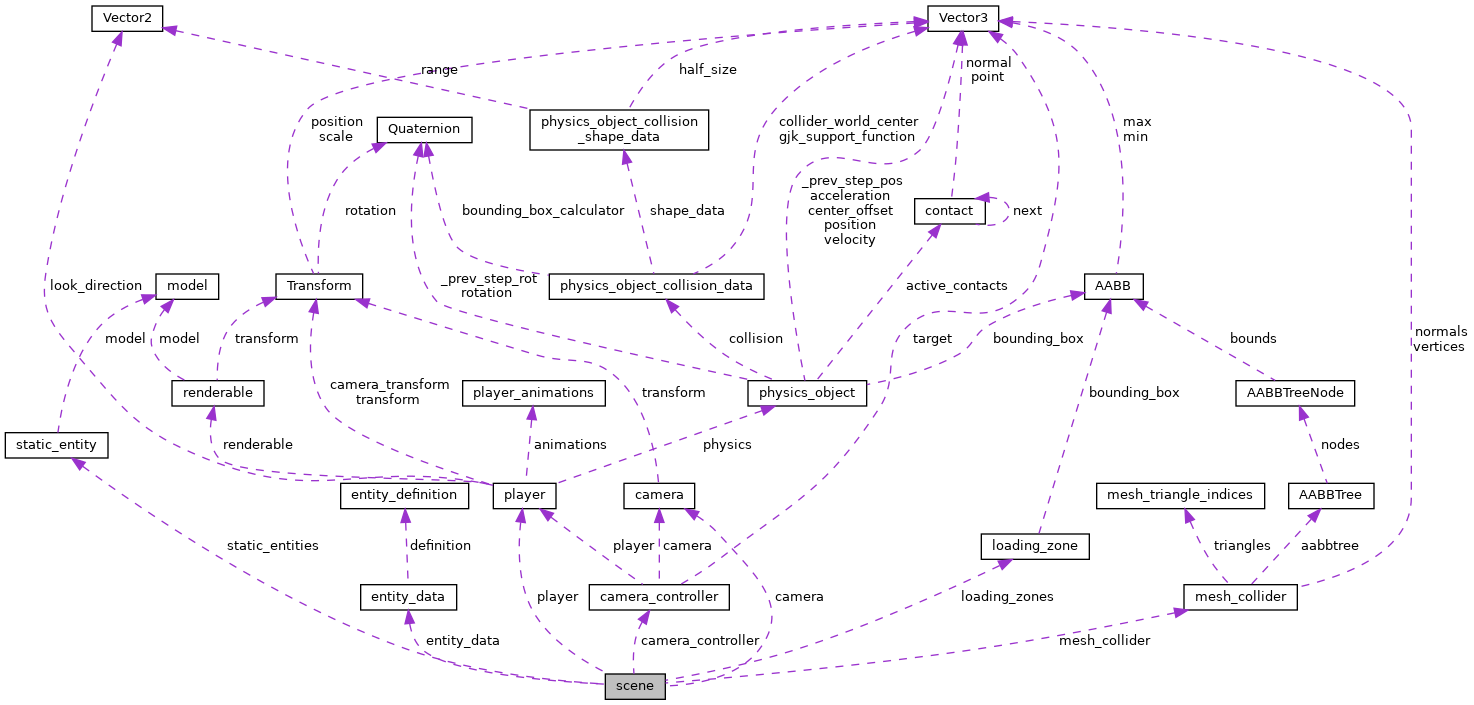 Vector2
Vector3
range
half_size
normal
point
position
scale
Quaternion
physics_object_collision
_shape_data
collider_world_center
gjk_support_function
max
min
_prev_step_pos
acceleration
center_offset
position
velocity
rotation
bounding_box_calculator
shape_data
contact
next
look_direction
model
Transform
_prev_step_rot
rotation
physics_object_collision_data
active_contacts
AABB
model
model
transform
collision
target
bounding_box
bounds
normals
vertices
renderable
camera_transform
transform
player_animations
transform
physics_object
bounding_box
AABBTreeNode
static_entity
renderable
animations
physics
nodes
entity_definition
player
camera
mesh_triangle_indices
AABBTree
static_entities
definition
player
camera
loading_zone
triangles
aabbtree
entity_data
player
camera_controller
camera
loading_zones
mesh_collider
entity_data
camera_controller
mesh_collider
scene